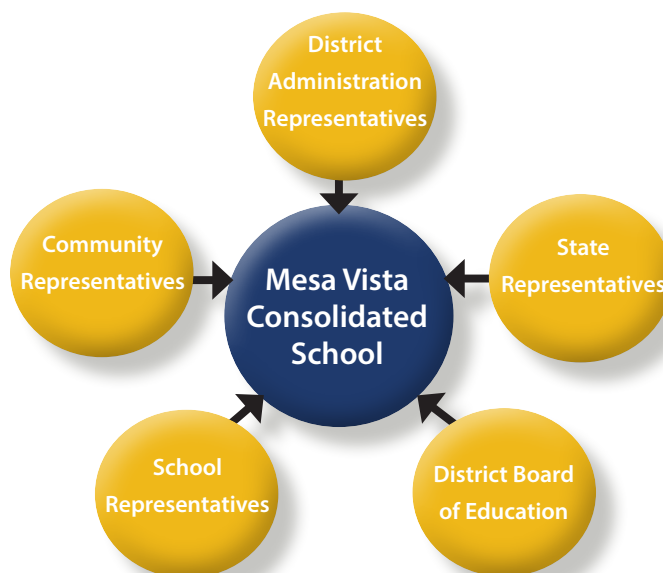 District
Administration
Representatives
Community
Representatives
Mesa Vista
Consolidated
School
State
Representatives
School
Representatives
District Board
of Education